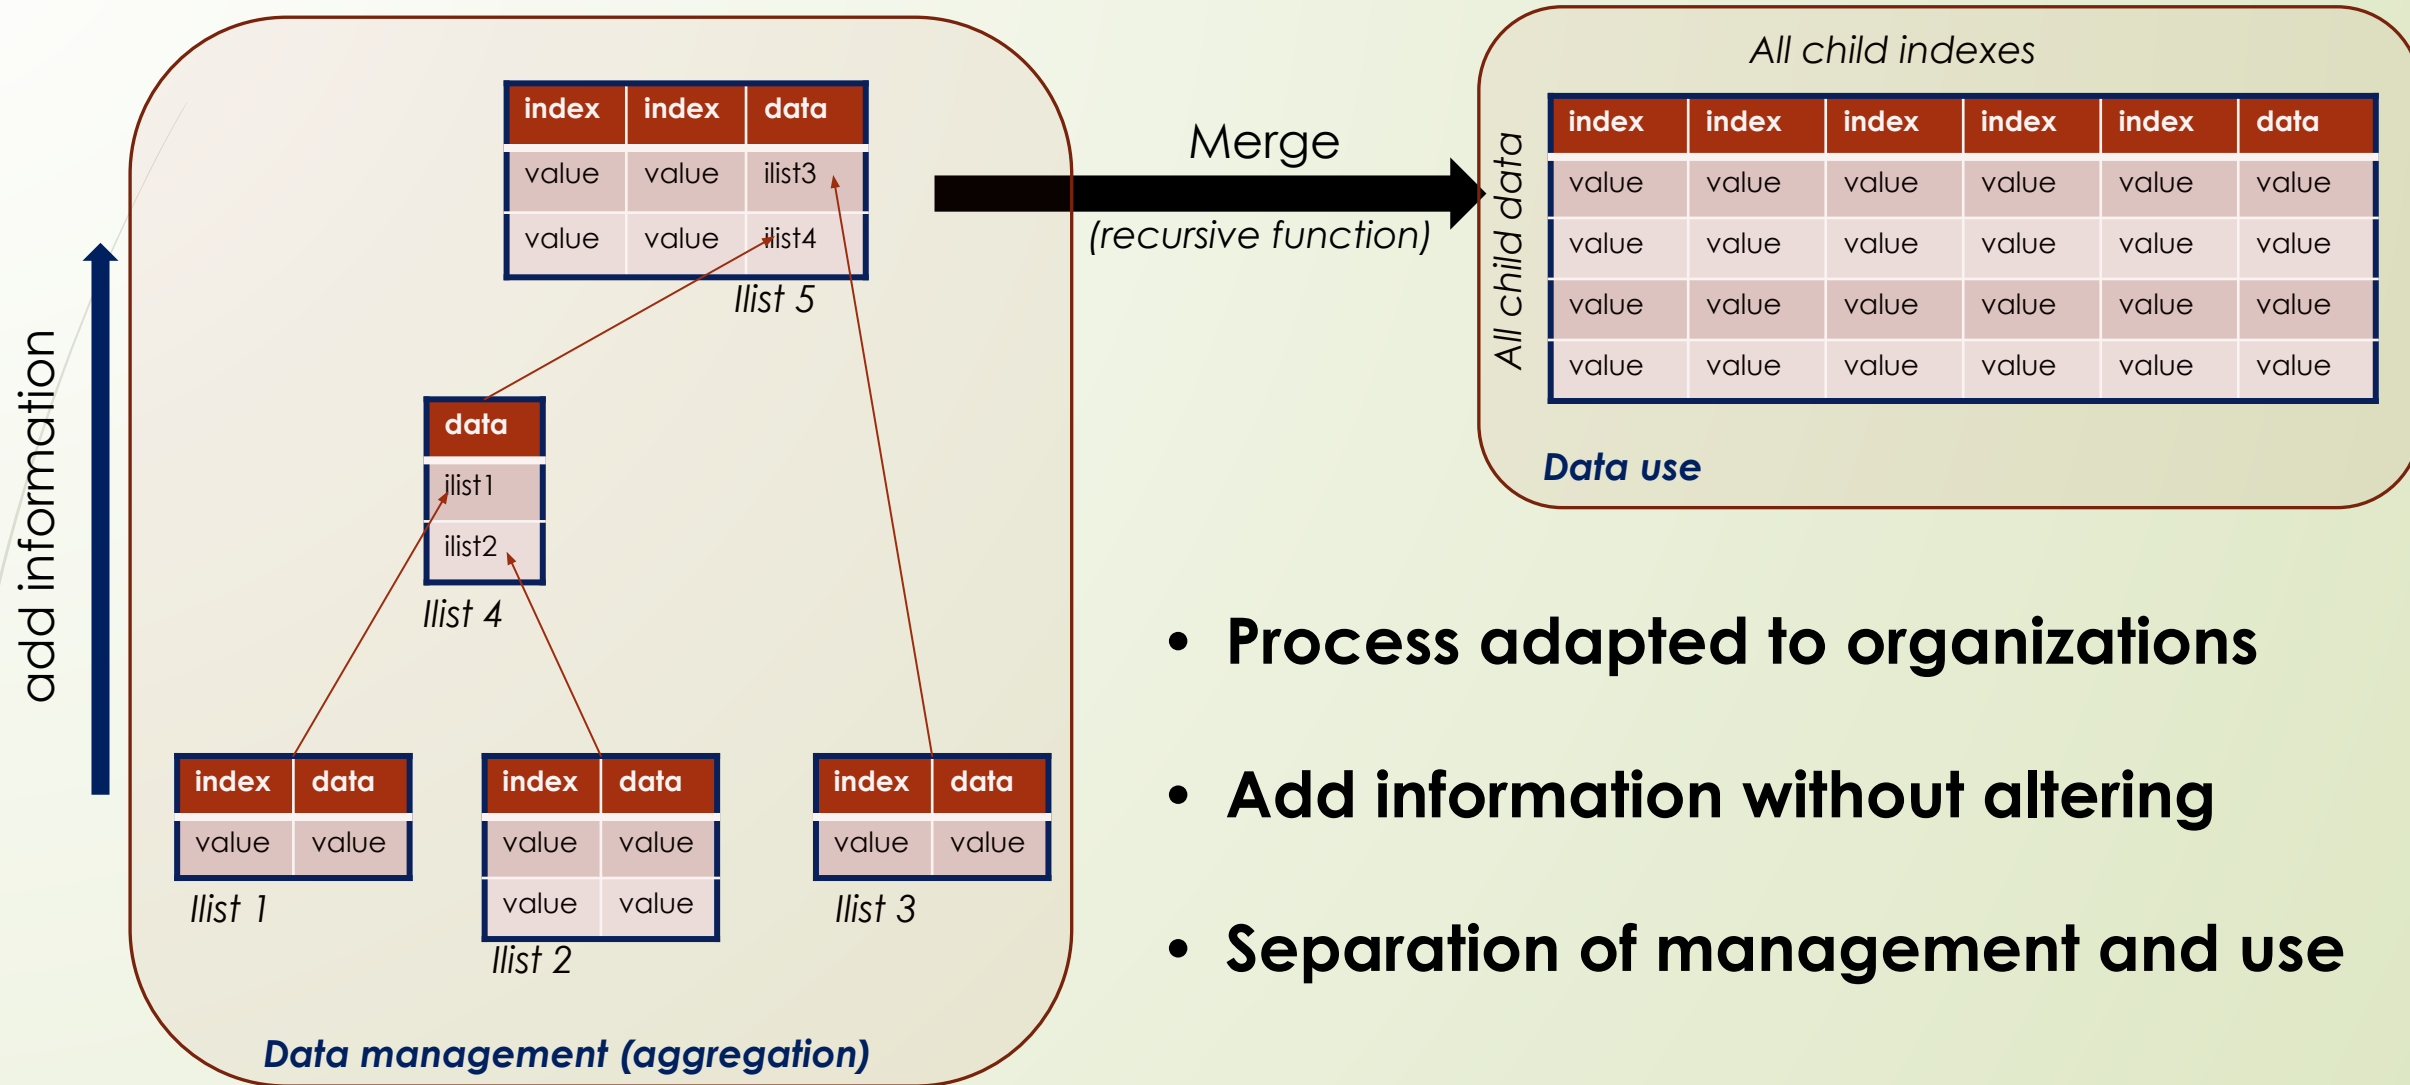 add information
index index data
value value ilist3
value value ilist4
Ilist 5
data
ilist1
ilist2
Ilist 4
index data
value value
Ilist 1
index data
value value
value value
Ilist 2
index data
value value
Ilist 3
Data management (aggregation)
Merge
(recursive function)
All child indexes
All child data
index index index index index data
value value value value value value
value value value value value value
value value value value value value
value value value value value value
Data use
• Process adapted to organizations
• Add information without altering
• Separation of management and use